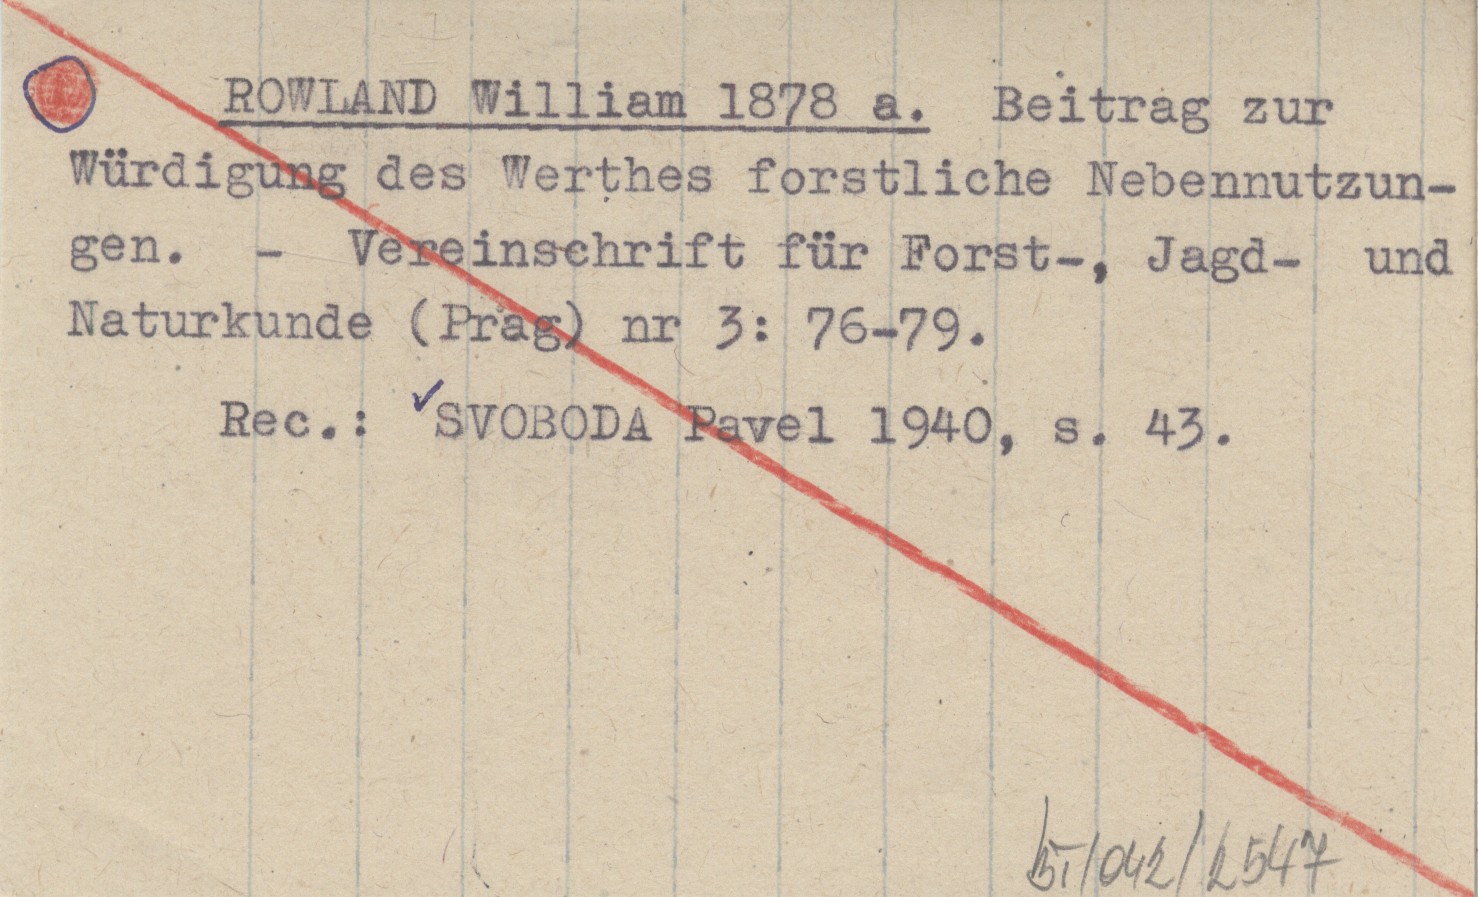 ROWLAND William 1878 a. Beitrag zur
Würdigung des Werthes forstliche Nebennutzun-
gen. - Vereinschrift für Forst-, Jagd- und
Naturkunde (Prag) nr 3: 76-79.
Rec.: ✓SVOBODA Pavel 1940, s. 43.
/042/2547